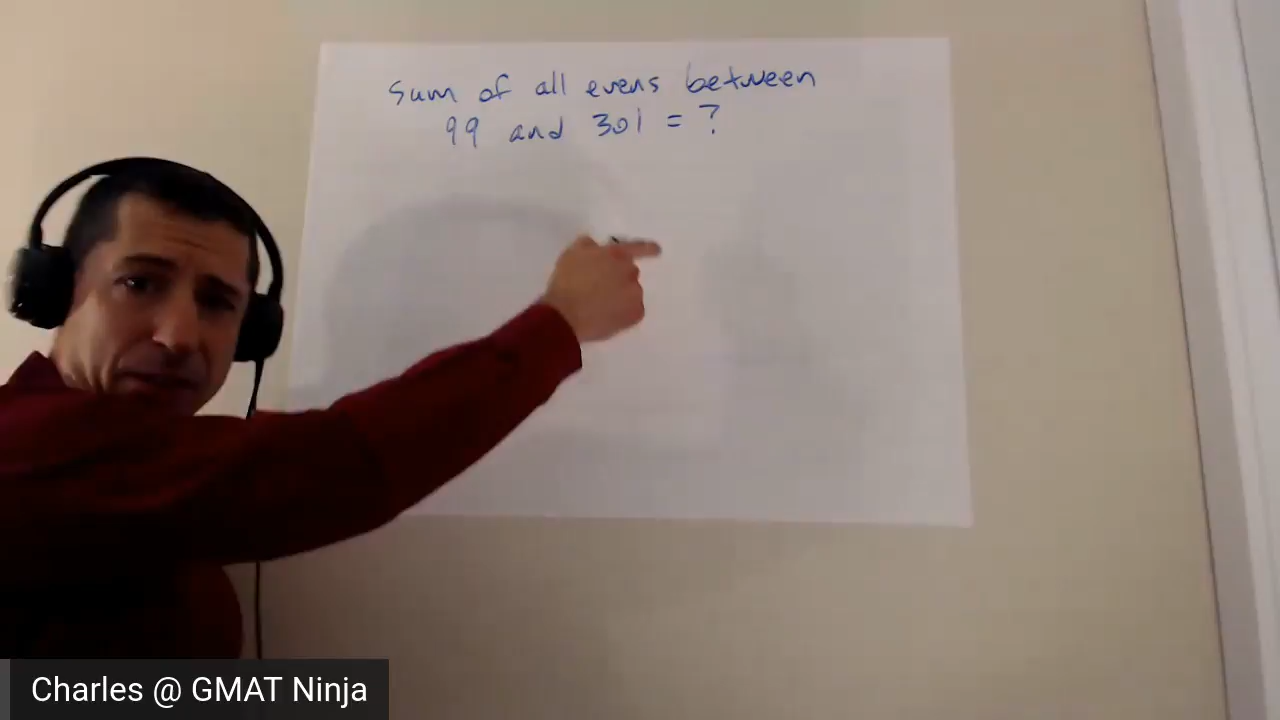 Sum of all evens between
99 and 301 = ?
Charles @ GMAT Ninja